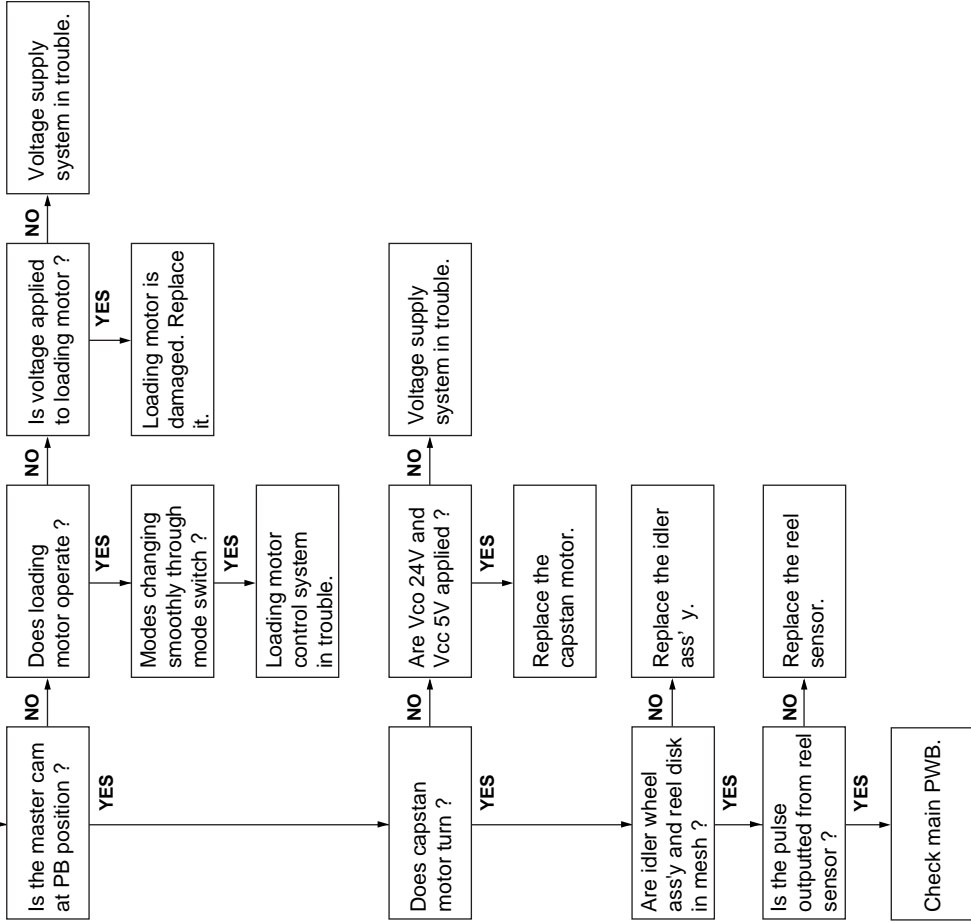 Is the master cam
at PB position ?
NO
Does loading
motor operate ?
NO
Is voltage applied
to loading motor ?
NO
Voltage supply
system in trouble.
YES
YES
YES
Modes changing
smoothly through
mode switch ?
Loading motor is
damaged. Replace
it.
YES
Loading motor
control system
in trouble.
Does capstan
motor turn ?
NO
Are Vco 24V and
Vcc 5V applied ?
NO
Voltage supply
system in trouble.
YES
YES
Replace the
capstan motor.
Are idler wheel
ass'y and reel disk
in mesh ?
NO
Replace the idler
ass' y.
YES
Is the pulse
outputted from reel
sensor ?
NO
Replace the reel
sensor.
YES
Check main PWB.